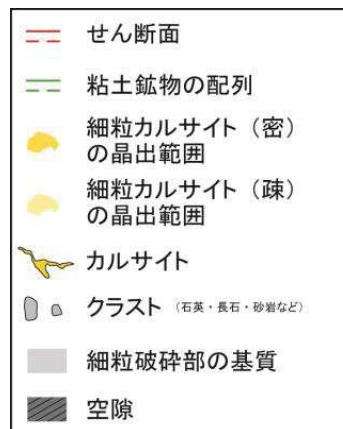 せん断面
粘土鉱物の配列
細粒カルサイト（密）
の晶出範囲
細粒カルサイト（疎）
の晶出範囲
カルサイト
クラスト （石英・長石・砂岩など）
細粒破砕部の基質
空隙